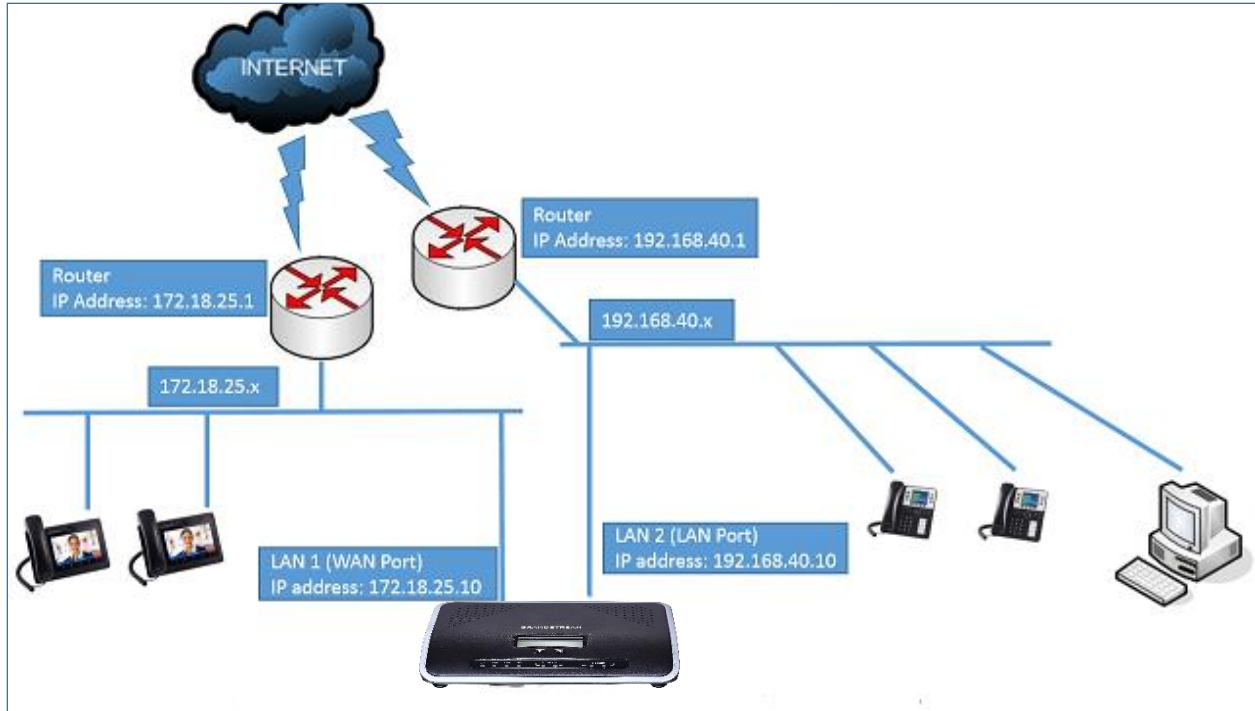 INTERNET
Router
IP Address: 192.168.40.1
Router
IP Address: 172.18.25.1
192.168.40.x
172.18.25.x
LAN 1 (WAN Port)
IP address: 172.18.25.10
LAN 2 (LAN Port)
IP address: 192.168.40.10
GRANDSTREAM